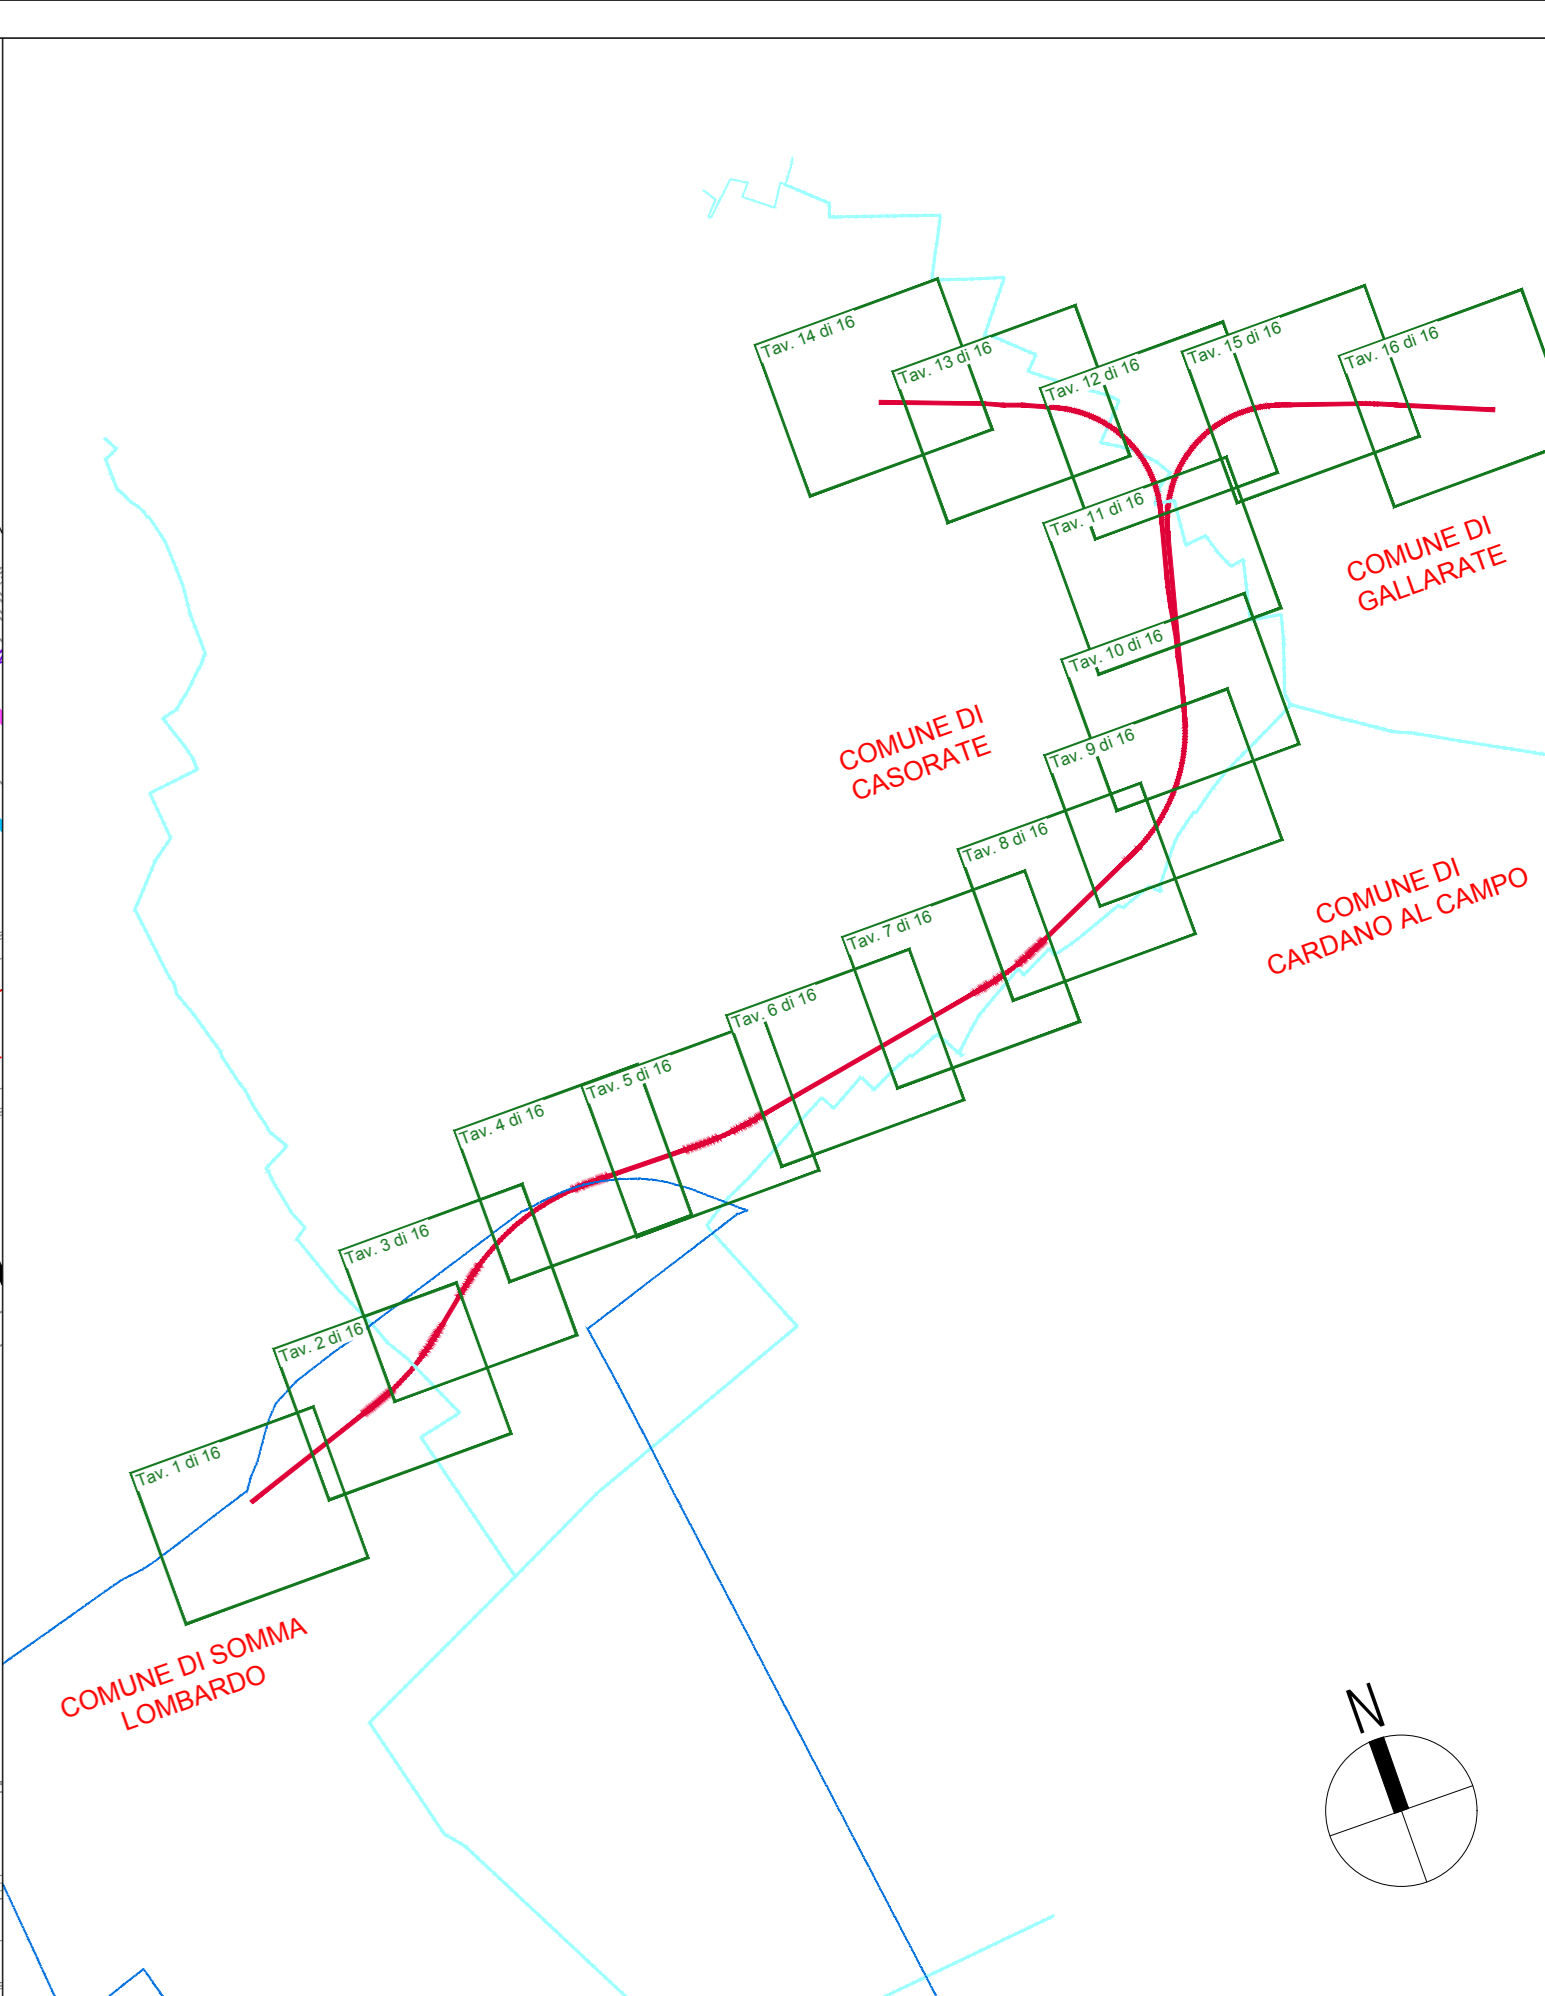 Tav. 14 di 16
Tav. 13 di 16
Tav. 12 di 16
Tav. 15 di 16
Tav. 16 di 16
Tav. 11 di 16
COMUNE DI
GALLARATE
Tav. 10 di 16
COMUNE DI
CASORATE
Tav. 9 di 16
Tav. 8 di 16
COMUNE DI
CARDANO AL CAMPO
Tav. 7 di 16
Tav. 6 di 16
Tav. 5 di 16
Tav. 4 di 16
Tav. 3 di 16
Tav. 2 di 16
Tav. 1 di 16
COMUNE DI SOMMA
LOMBARDO
N